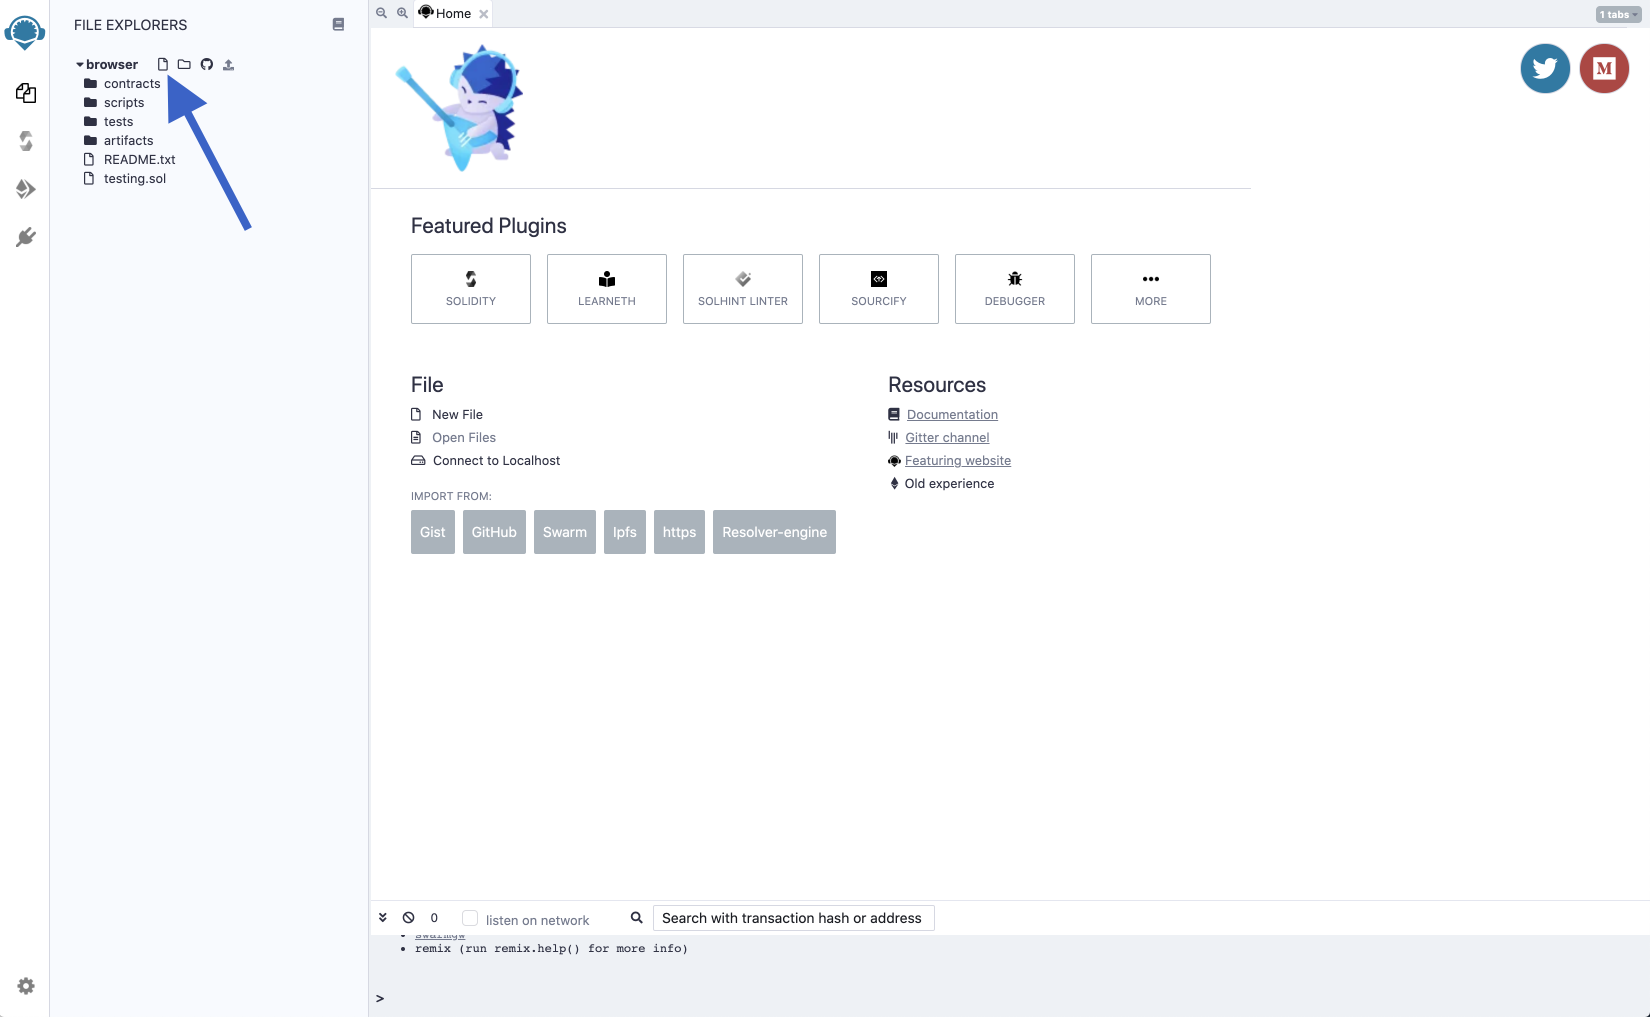 FILE EXPLORERS
browser
contracts
scripts
tests
artifacts
README.txt
testing.sol
Home
1 tabs
Featured Plugins
SOLIDITY
LEARNETH
SOLHINT LINTER
SOURCIFY
DEBUGGER
MORE
File
New File
Open Files
Connect to Localhost
IMPORT FROM:
Gist
GitHub
Swarm
Ipfs
https
Resolver-engine
Resources
Documentation
Gitter channel
Featuring website
Old experience
0
listen on network
Search with transaction hash or address
swarmgw
remix (run remix.help() for more info)
>